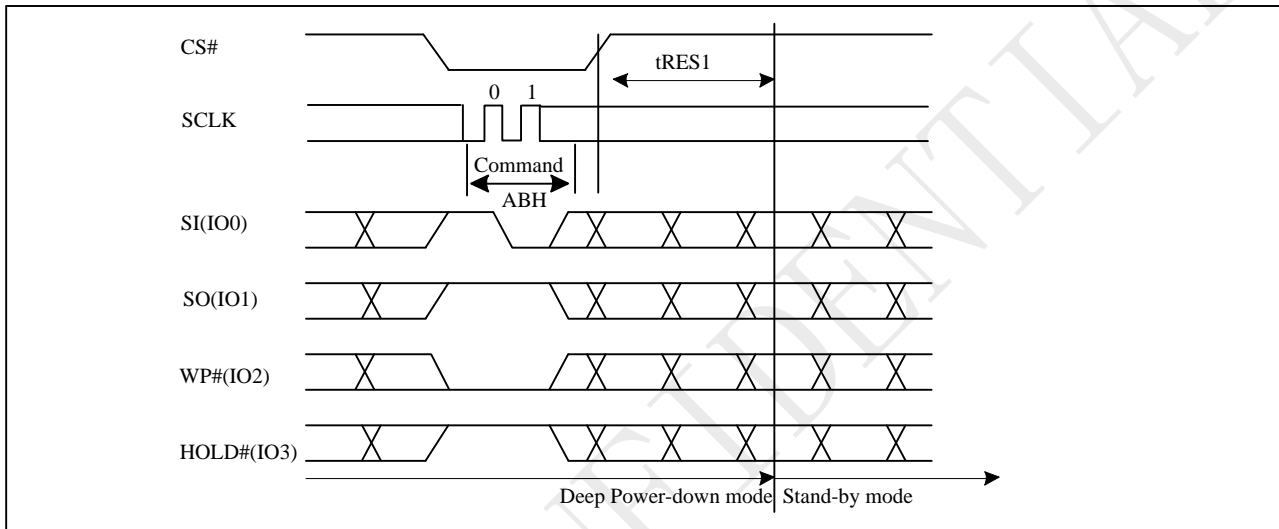 CS#
tRES1
0 1
SCLK
Command
ABH
SI(IO0)
SO(IO1)
WP#(IO2)
HOLD#(IO3)
Deep Power-down mode Stand-by mode